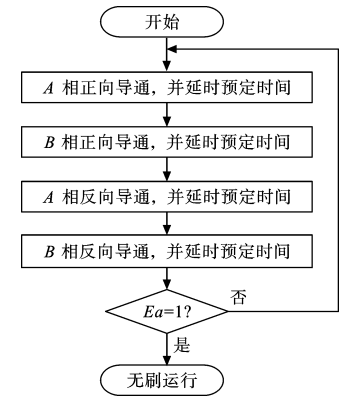 开始
A 相正向导通，并延时预定时间
B 相正向导通，并延时预定时间
A 相反向导通，并延时预定时间
B 相反向导通，并延时预定时间
Ea=1?
否
是
无刷运行